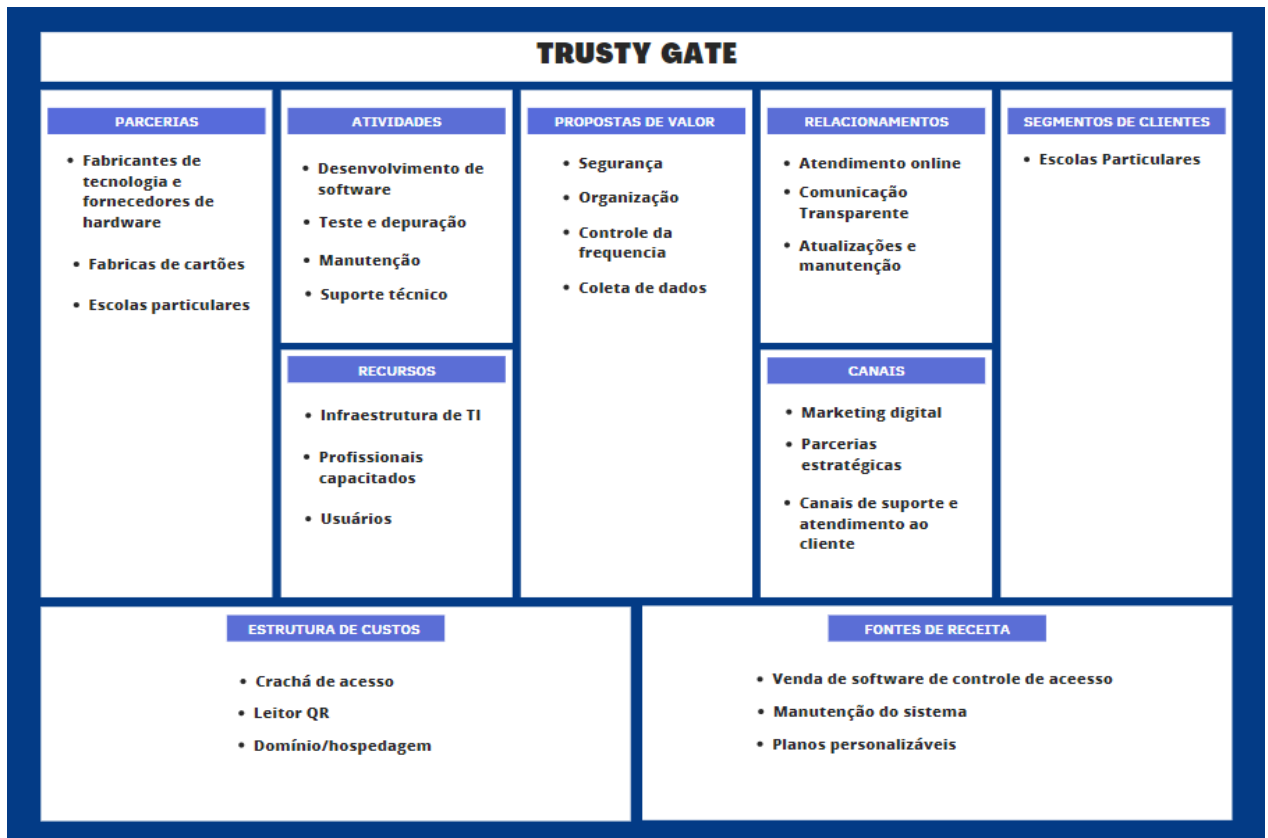 TRUSTY GATE
PARCERIAS
• Fabricantes de
tecnologia e
fornecedores de
hardware
• Fabricas de cartões
• Escolas particulares
ATIVIDADES
• Desenvolvimento de
software
• Teste e depuração
• Manutenção
• Suporte técnico
RECURSOS
• Infraestrutura de TI
• Profissionais
capacitados
• Usuários
PROPOSTAS DE VALOR
• Segurança
• Organização
• Controle da
frequencia
• Coleta de dados
RELACIONAMENTOS
• Atendimento online
• Comunicação
Transparente
• Atualizações e
manutenção
CANAIS
• Marketing digital
• Parcerias
estratégicas
• Canais de suporte e
atendimento ao
cliente
SEGMENTOS DE CLIENTES
• Escolas Particulares
ESTRUTURA DE CUSTOS
• Crachá de acesso
• Leitor QR
• Domínio/hospedagem
FONTES DE RECEITA
• Venda de software de controle de aceesso
• Manutenção do sistema
• Planos personalizáveis